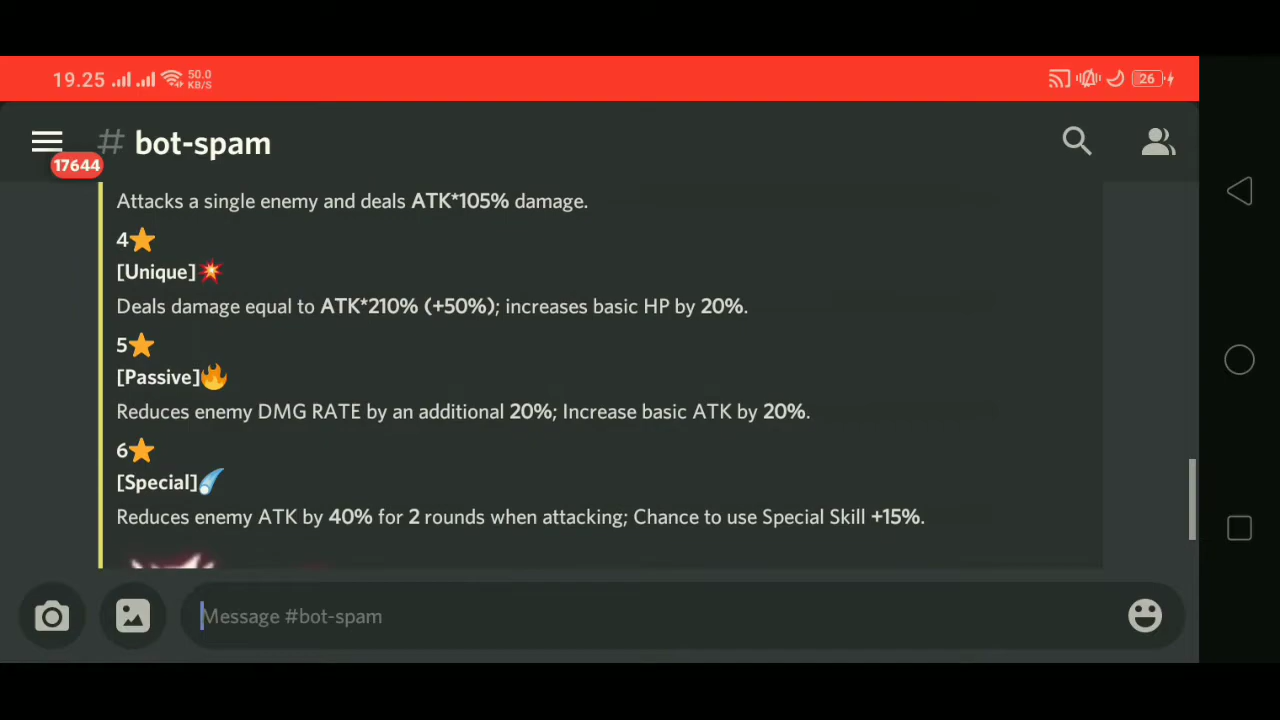 19.25 50.0 KB/S 26
# bot-spam
17644
Attacks a single enemy and deals ATK*105% damage.
4⭐
[Unique]💥
Deals damage equal to ATK*210% (+50%); increases basic HP by 20%.
5⭐
[Passive]🔥
Reduces enemy DMG RATE by an additional 20%; Increase basic ATK by 20%.
6⭐
[Special]☄️
Reduces enemy ATK by 40% for 2 rounds when attacking; Chance to use Special Skill +15%.
Message #bot-spam